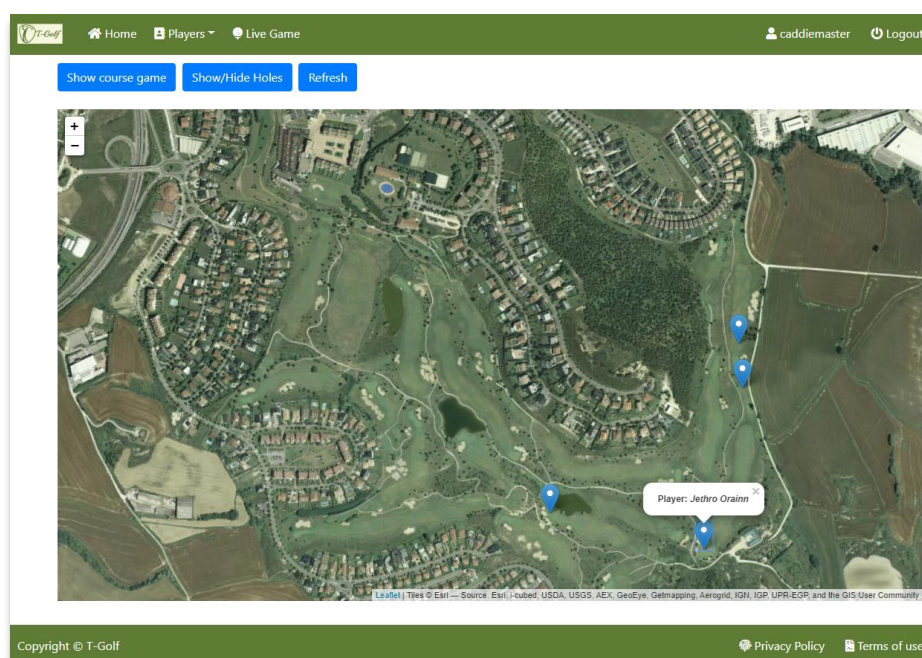 T-Golf
Home
Players
Live Game
caddiemaster
Logout
Show course game
Show/Hide Holes
Refresh
+
−
Player: Jethro Orainn
×
Leaflet | Tiles © Esri — Source: Esri, i-cubed, USDA, USGS, AEX, GeoEye, Getmapping, Aerogrid, IGN, IGP, UPR-EGP, and the GIS User Community
Copyright © T-Golf
Privacy Policy
Terms of use